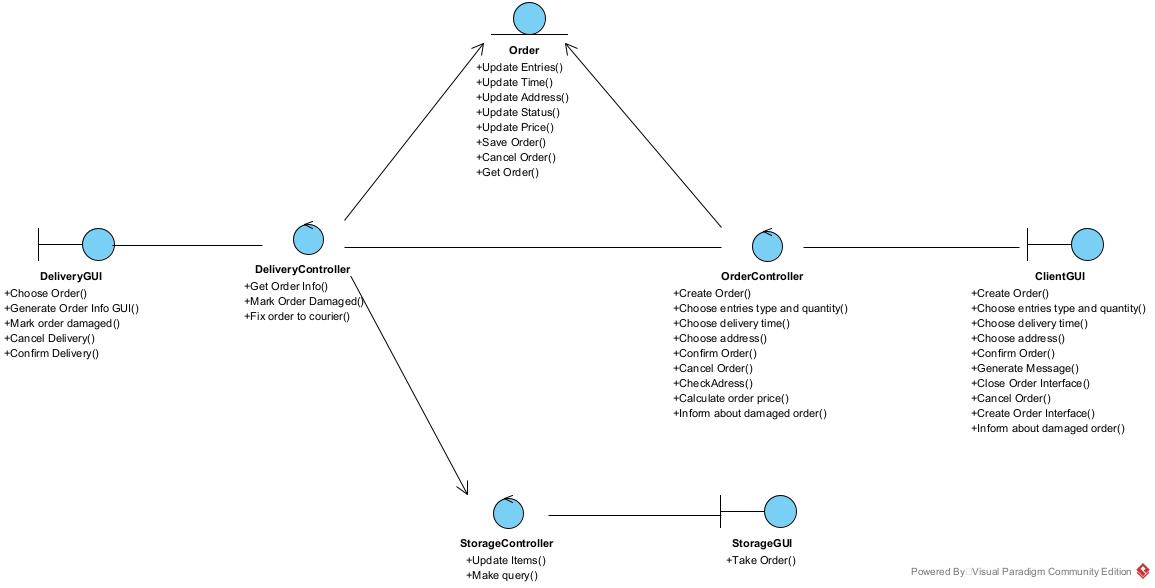 Order
+Update Entries()
+Update Time()
+Update Address()
+Update Status()
+Update Price()
+Save Order()
+Cancel Order()
+Get Order()
DeliveryGUI
+Choose Order()
+Generate Order Info GUI()
+Mark order damaged()
+Cancel Delivery()
+Confirm Delivery()
DeliveryController
+Get Order Info()
+Mark Order Damaged()
+Fix order to courier()
OrderController
+Create Order()
+Choose entries type and quantity()
+Choose delivery time()
+Choose address()
+Confirm Order()
+Cancel Order()
+CheckAdress()
+Calculate order price()
+Inform about damaged order()
ClientGUI
+Create Order()
+Choose entries type and quantity()
+Choose delivery time()
+Choose address()
+Confirm Order()
+Generate Message()
+Close Order Interface()
+Cancel Order()
+Create Order Interface()
+Inform about damaged order()
StorageController
+Update Items()
+Make query()
StorageGUI
+Take Order()
Powered By Visual Paradigm Community Edition